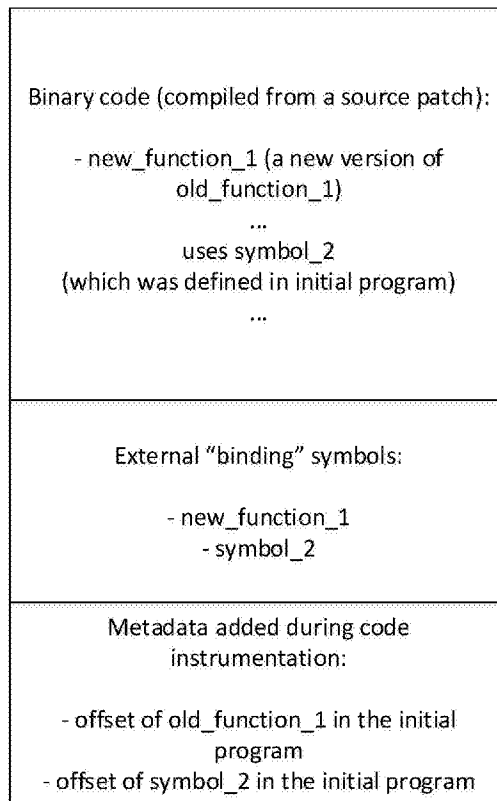 Binary code (compiled from a source patch):
- new_function_1 (a new version of
old_function_1)
...
uses symbol_2
(which was defined in initial program)
...
External “binding” symbols:
- new_function_1
- symbol_2
Metadata added during code
instrumentation:
- offset of old_function_1 in the initial
program
- offset of symbol_2 in the initial program